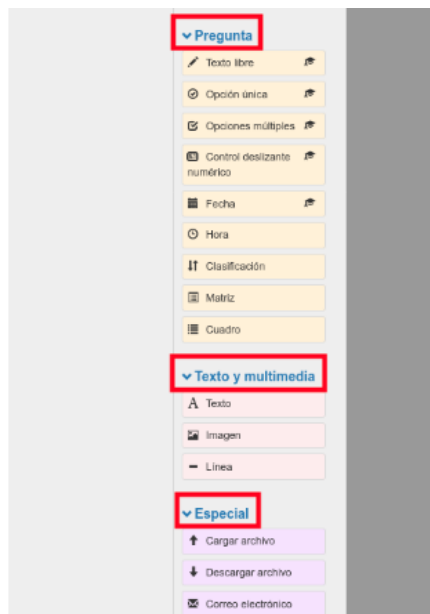 Pregunta
Texto libre
Opción única
Opciones múltiples
Control deslizante
numérico
Fecha
Hora
Clasificación
Matriz
Cuadro
Texto y multimedia
A Texto
Imagen
Línea
Especial
Cargar archivo
Descargar archivo
Correo electrónico